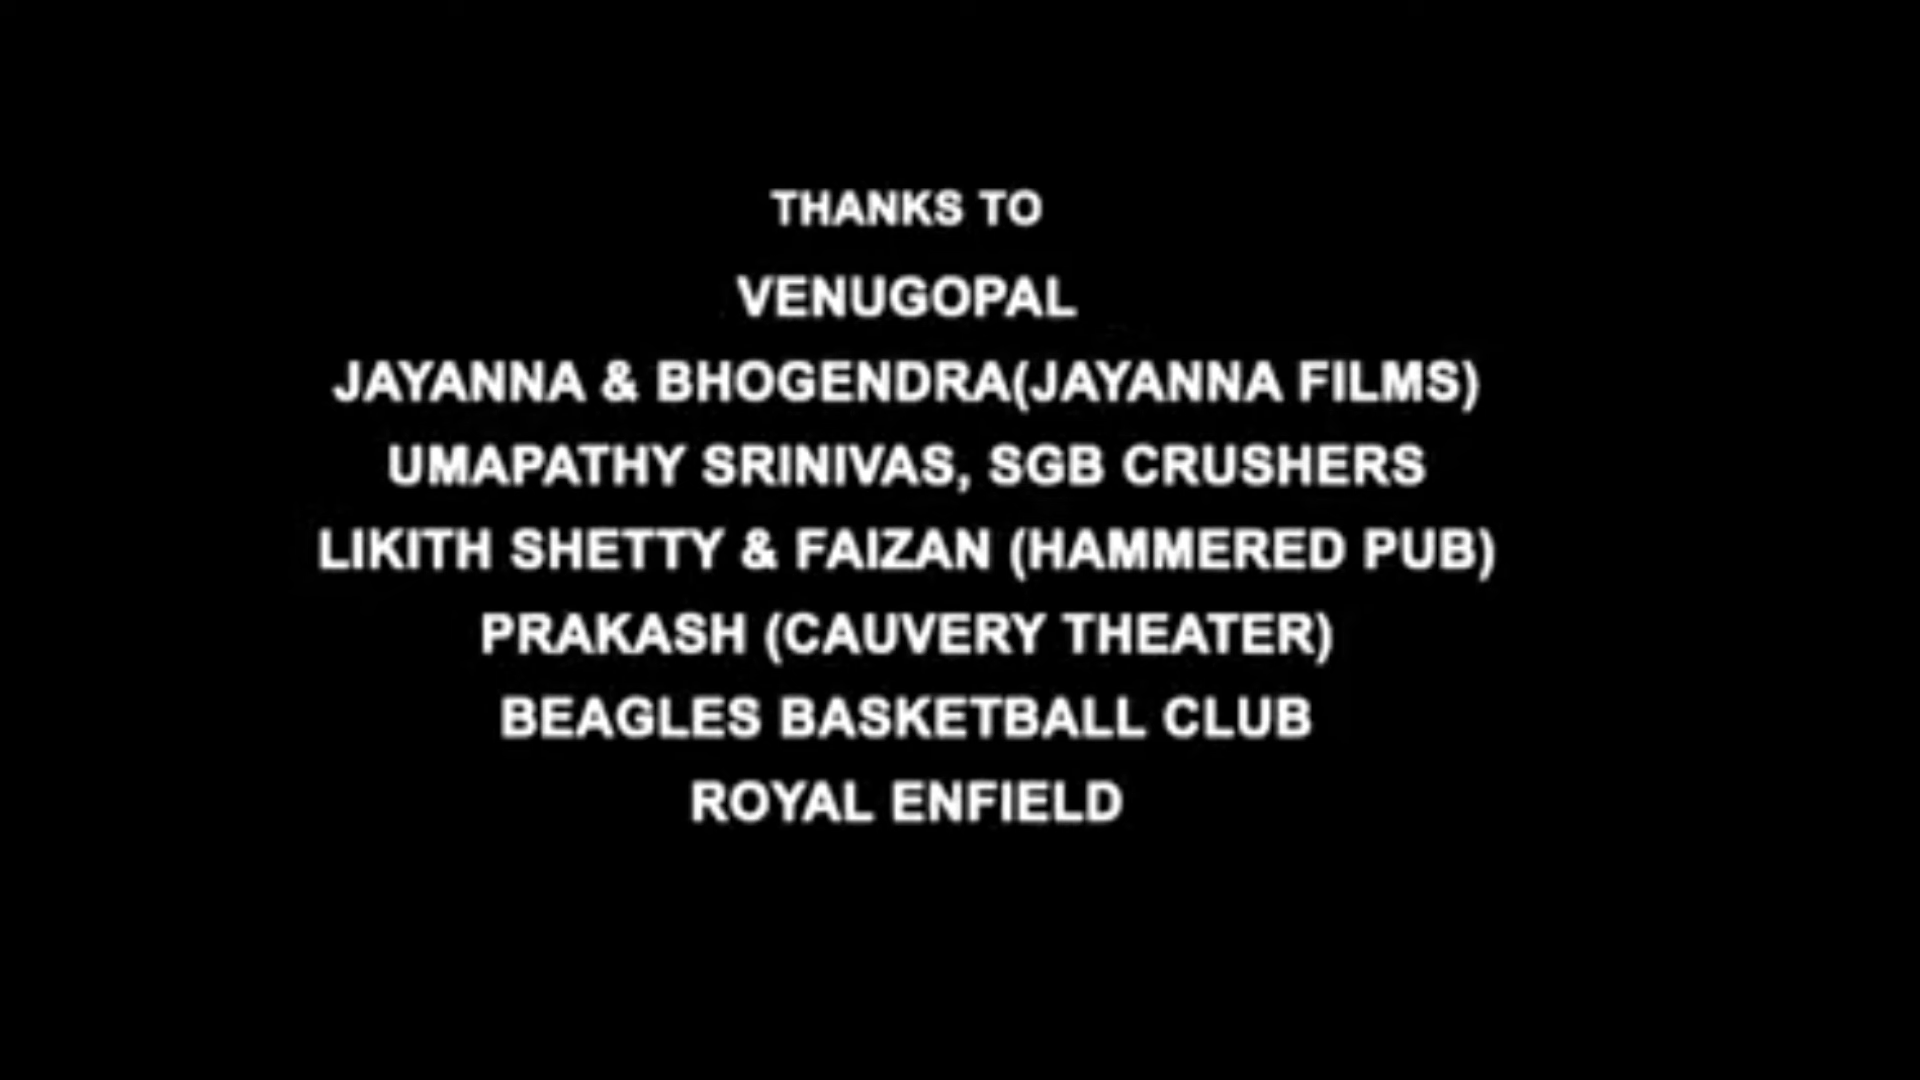 THANKS TO
VENUGOPAL
JAYANNA & BHOGENDRA(JAYANNA FILMS)
UMAPATHY SRINIVAS, SGB CRUSHERS
LIKITH SHETTY & FAIZAN (HAMMERED PUB)
PRAKASH (CAUVERY THEATER)
BEAGLES BASKETBALL CLUB
ROYAL ENFIELD